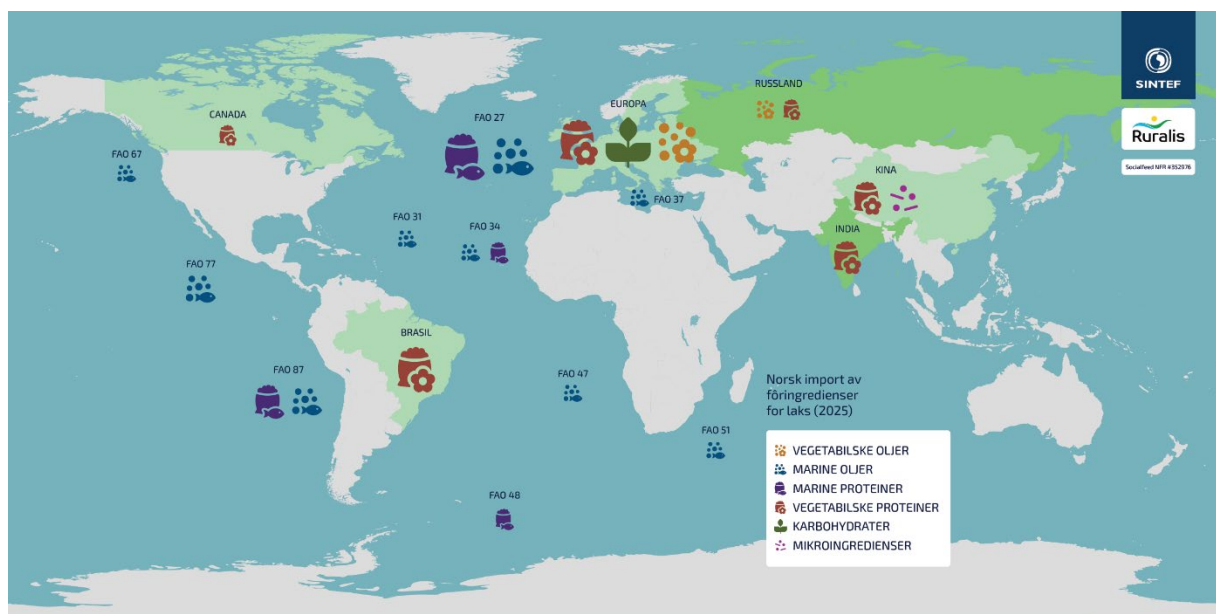 SINTEF
Ruralis
Socialfeed NFR #352976
RUSSLAND
EUROPA
CANADA
FAO 27
FAO 67
KINA
FAO 37
FAO 31
FAO 34
INDIA
FAO 77
BRASIL
FAO 87
FAO 47
FAO 51
FAO 48
Norsk import av
fôringredienser
for laks (2025)
VEGETABILSKE OLJER
MARINE OLJER
MARINE PROTEINER
VEGETABILSKE PROTEINER
KARBOHYDRATER
MIKROINGREDIENSER